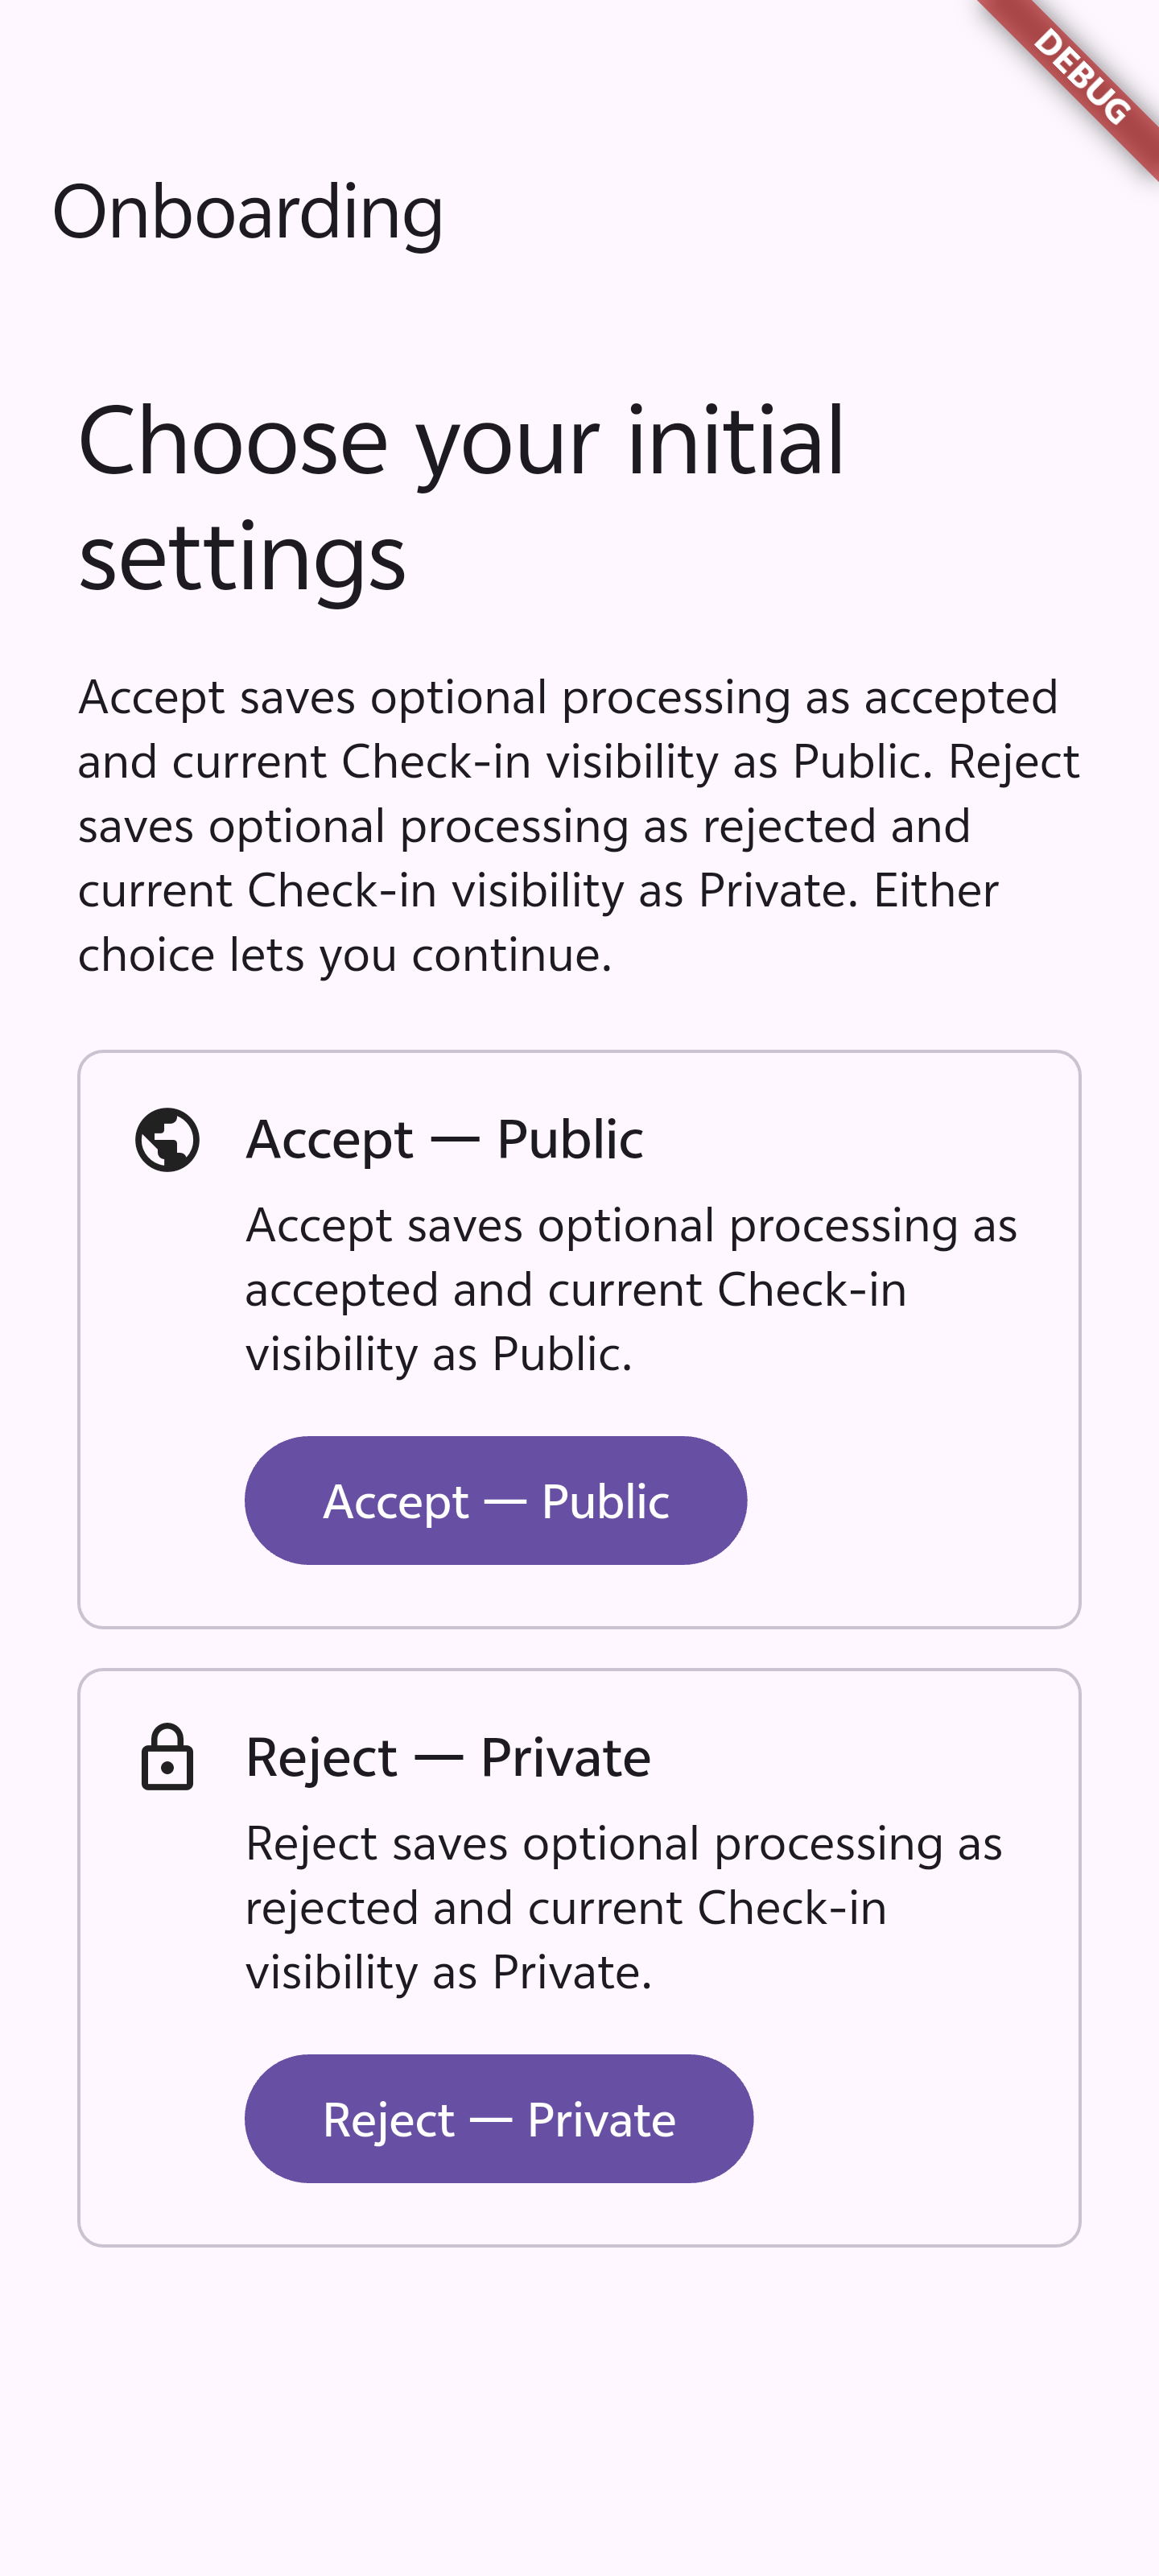 DEBUG
Onboarding
Choose your initial
settings
Accept saves optional processing as accepted
and current Check-in visibility as Public. Reject
saves optional processing as rejected and
current Check-in visibility as Private. Either
choice lets you continue.
Accept — Public
Accept saves optional processing as
accepted and current Check-in
visibility as Public.
Accept — Public
Reject — Private
Reject saves optional processing as
rejected and current Check-in
visibility as Private.
Reject — Private